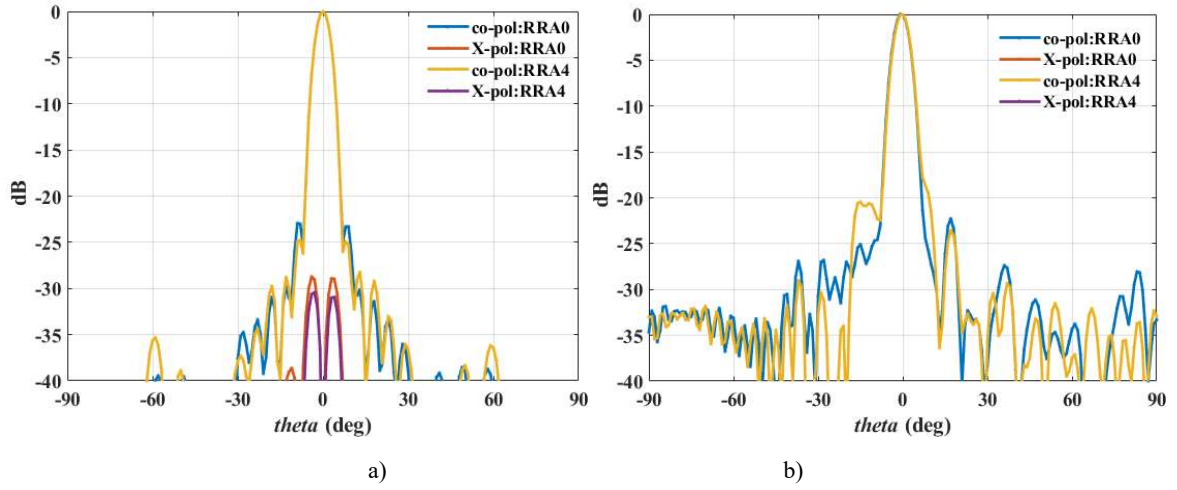 -0
-5
-10
-15
-20
-25
-30
-35
-40
dB
-90
-60
-30
0
30
60
90
theta (deg)
co-pol:RRA0
X-pol:RRA0
co-pol:RRA4
X-pol:RRA4
a)
-0
-5
-10
-15
-20
-25
-30
-35
-40
dB
-90
-60
-30
0
30
60
90
theta (deg)
co-pol:RRA0
X-pol:RRA0
co-pol:RRA4
X-pol:RRA4
b)